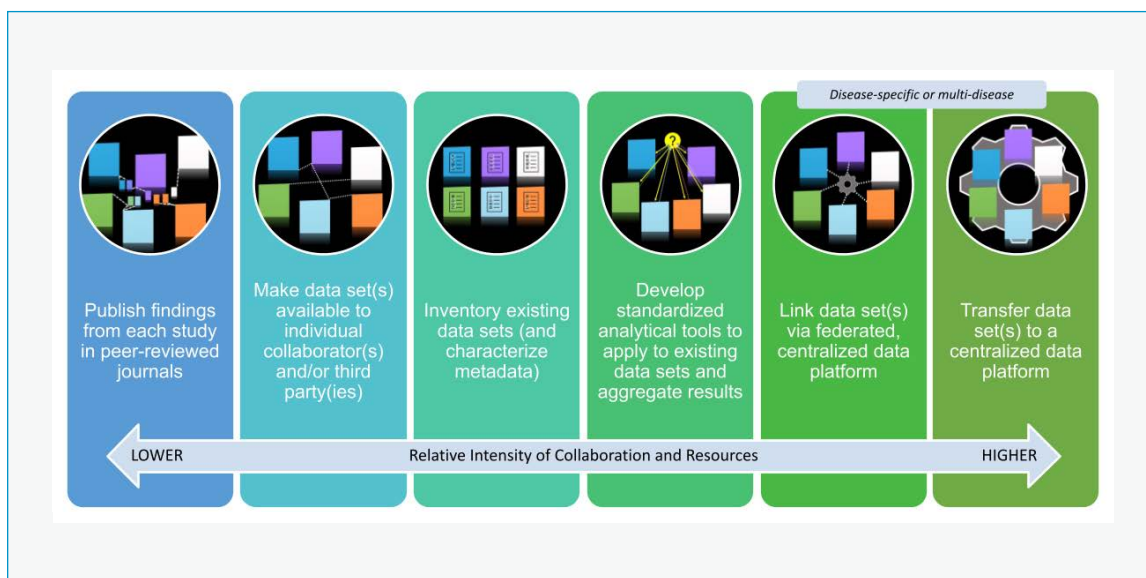 Disease-specific or multi-disease
?
Publish findings
from each study
in peer-reviewed
journals
Make data set(s)
available to
individual
collaborator(s)
and/or third
party(ies)
Inventory existing
data sets (and
characterize
metadata)
Develop
standardized
analytical tools to
apply to existing
data sets and
aggregate results
Link data set(s)
via federated,
centralized data
platform
Transfer data
set(s) to a
centralized data
platform
LOWER
Relative Intensity of Collaboration and Resources
HIGHER